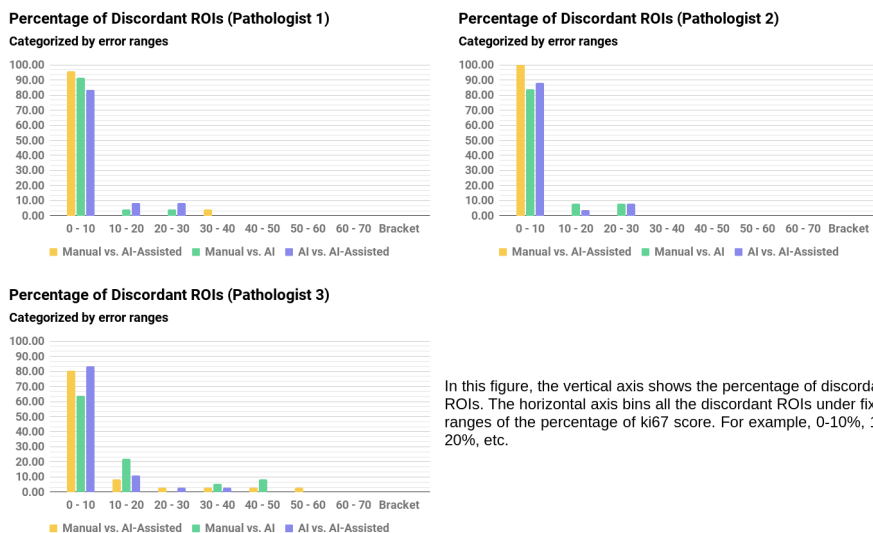 Percentage of Discordant ROIs (Pathologist 1)
Categorized by error ranges
100.00
90.00
80.00
70.00
60.00
50.00
40.00
30.00
20.00
10.00
0.00
0 - 10 10 - 20 20 - 30 30 - 40 40 - 50 50 - 60 60 - 70 Bracket
Manual vs. AI-Assisted Manual vs. AI AI vs. AI-Assisted
Percentage of Discordant ROIs (Pathologist 2)
Categorized by error ranges
100.00
90.00
80.00
70.00
60.00
50.00
40.00
30.00
20.00
10.00
0.00
0 - 10 10 - 20 20 - 30 30 - 40 40 - 50 50 - 60 60 - 70 Bracket
Manual vs. AI-Assisted Manual vs. AI AI vs. AI-Assisted
Percentage of Discordant ROIs (Pathologist 3)
Categorized by error ranges
100.00
90.00
80.00
70.00
60.00
50.00
40.00
30.00
20.00
10.00
0.00
0 - 10 10 - 20 20 - 30 30 - 40 40 - 50 50 - 60 60 - 70 Bracket
Manual vs. AI-Assisted Manual vs. AI AI vs. AI-Assisted
In this figure, the vertical axis shows the percentage of
ROIs. The horizontal axis bins all the discordant ROIs under
ranges of the percentage of ki67 score. For example, 0-10%,
20%, etc.